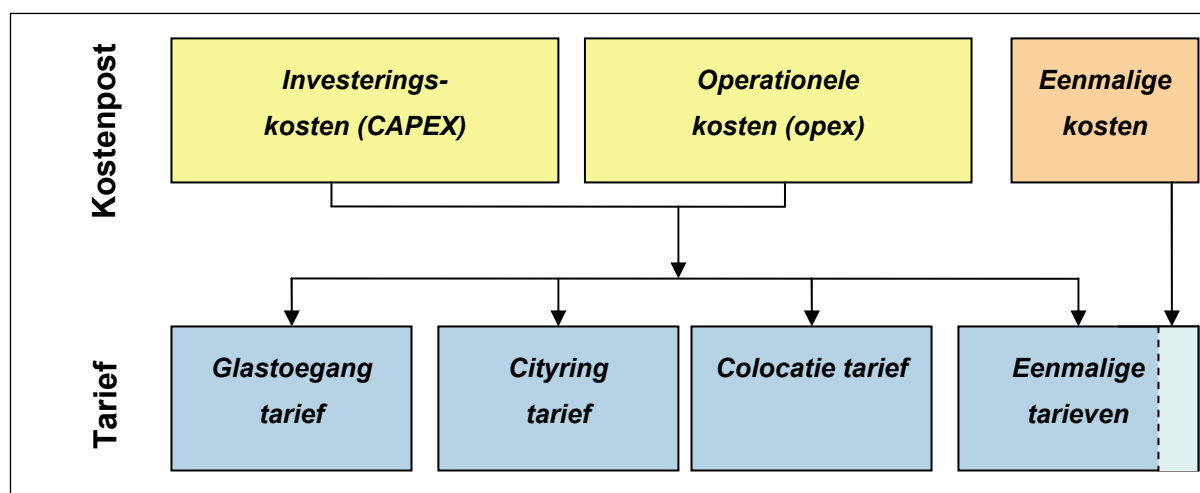 Kostenpost
Investerings-
kosten (CAPEX)
Operationele
kosten (opex)
Eenmalige
kosten
Tarief
Glastoegang
tarief
Cityring
tarief
Colocatie tarief
Eenmalige
tarieven